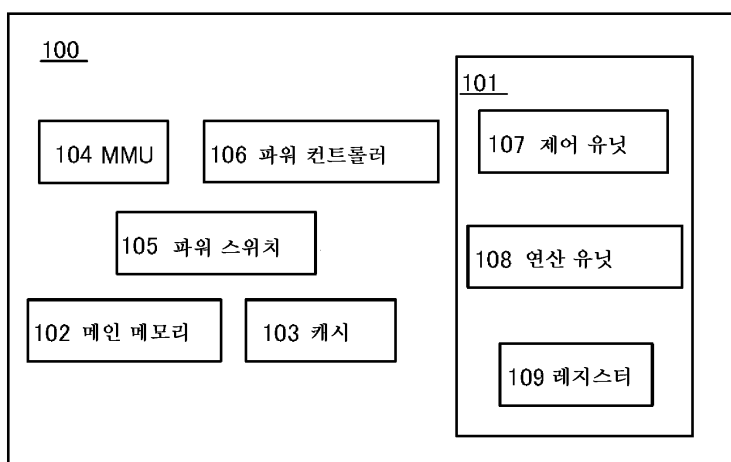 100
101
104 MMU
106 파워 컨트롤러
107 제어 유닛
105 파워 스위치
108 연산 유닛
102 메인 메모리
103 캐시
109 레지스터